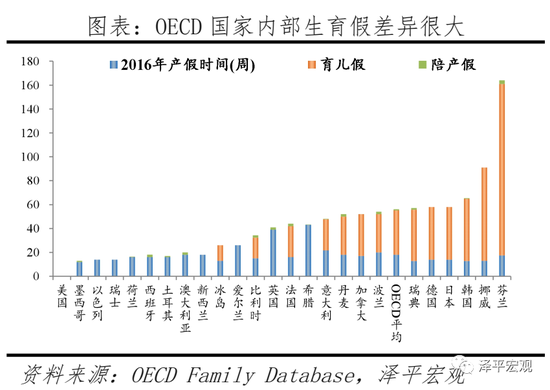 图表：OECD 国家内部生育假差异很大
2016年产假时间(周) 育儿假 陪产假
180
160
140
120
100
80
60
40
20
0
美国
墨西哥
以色列
瑞士
荷兰
西班牙
土耳其
澳大利亚
新西兰
冰岛
爱尔兰
比利时
英国
法国
希腊
意大利
丹麦
加拿大
波兰
OECD平均
瑞典
德国
日本
韩国
挪威
芬兰
资料来源：OECD Family Database，泽平宏观
泽平宏观